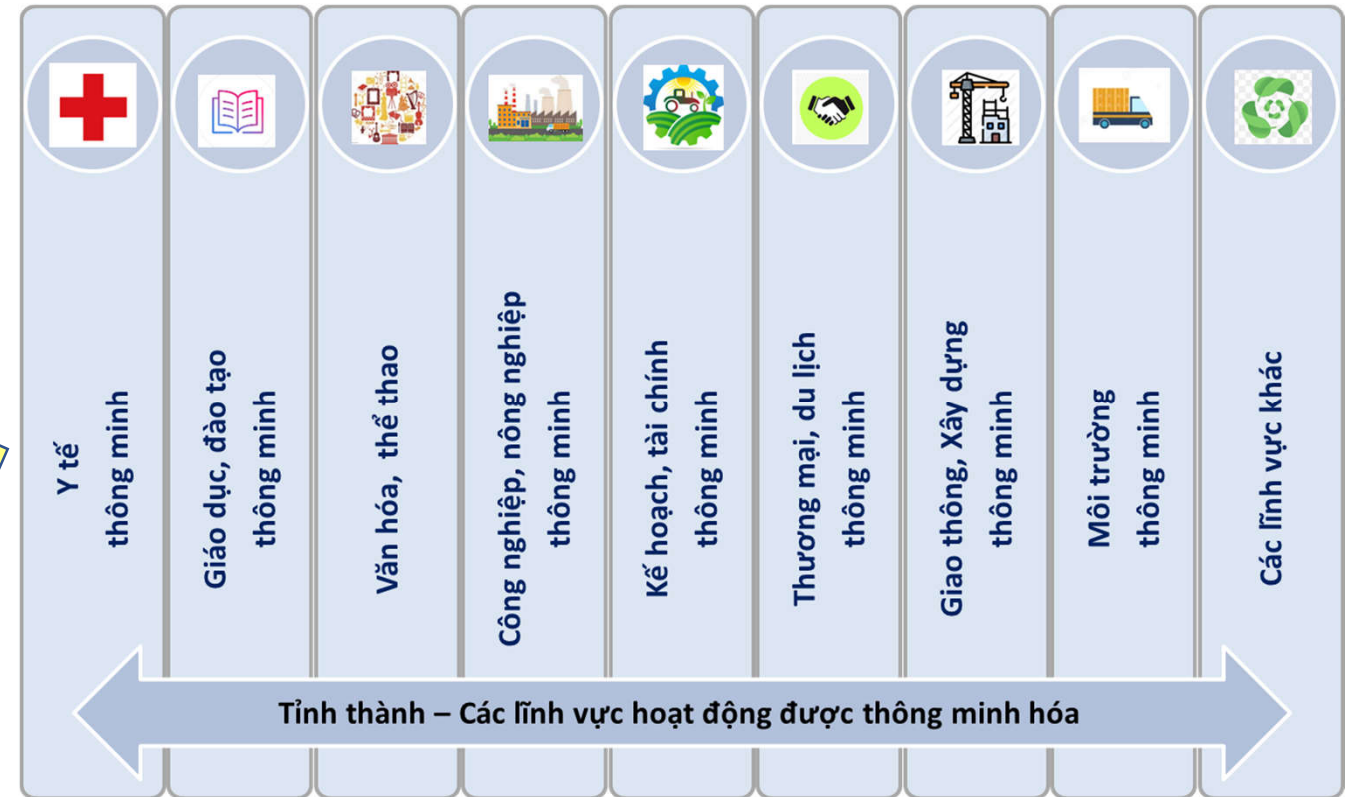 Y tế
thông minh
Giáo dục, đào tạo
thông minh
Văn hóa, thể thao
Công nghiệp, nông nghiệp
thông minh
Kế hoạch, tài chính
thông minh
Thương mại, du lịch
thông minh
Giao thông, Xây dựng
thông minh
Môi trường
thông minh
Các lĩnh vực khác
Tỉnh thành – Các lĩnh vực hoạt động được thông minh hóa